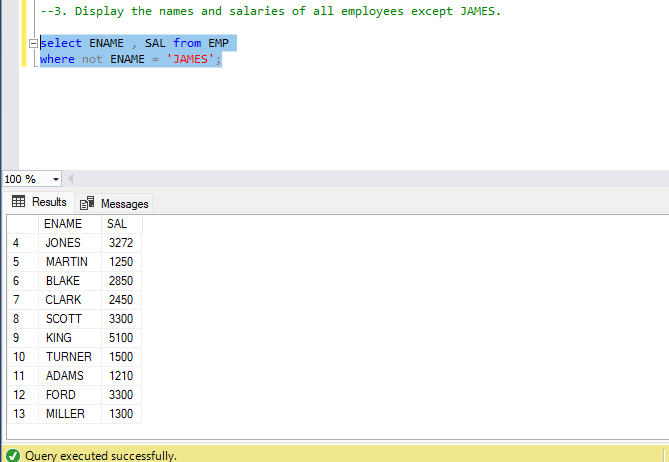 --3. Display the names and salaries of all employees except JAMES.
select ENAME , SAL from EMP
where not ENAME = 'JAMES';
100 %
Results Messages
ENAME SAL
4 JONES 3272
5 MARTIN 1250
6 BLAKE 2850
7 CLARK 2450
8 SCOTT 3300
9 KING 5100
10 TURNER 1500
11 ADAMS 1210
12 FORD 3300
13 MILLER 1300
Query executed successfully.